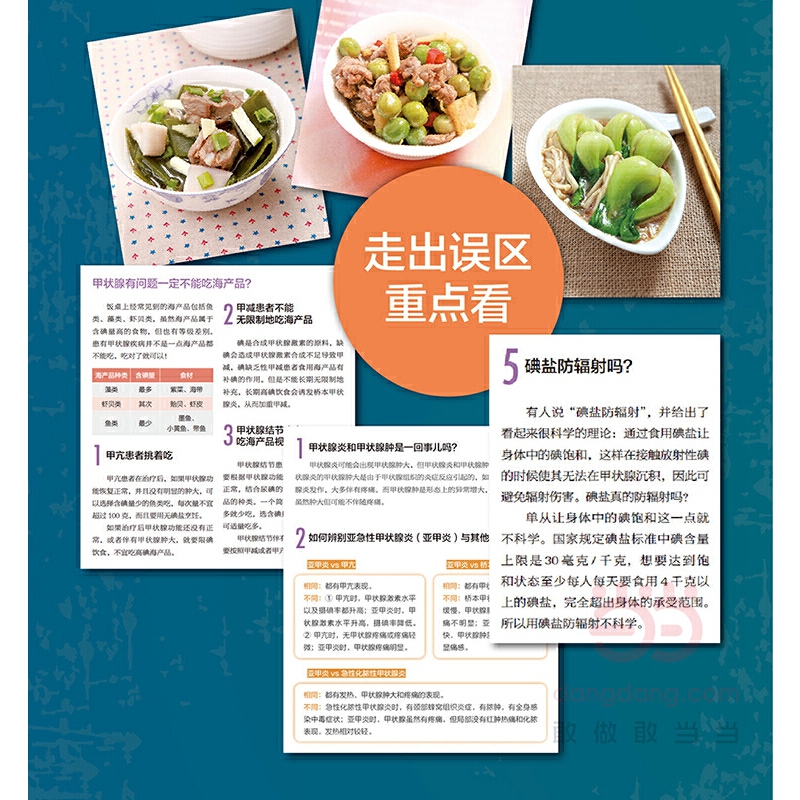 走出误区
重点看
甲状腺有问题一定不能吃海产品?
饭桌上经常见到的海产品包括鱼
类、藻类、虾贝类,虽然海产品属于
含碘量高的食物,但也有等级差别。
患有甲状腺疾病并不是一点海产品都
不能吃,吃对了就可以!
海产品种类 含碘量 食材
藻类 最多 紫菜、海带
虾贝类 其次 贻贝、虾皮
鱼类 最少 墨鱼、
小黄鱼、带鱼
1 甲亢患者挑着吃
甲亢患者在治疗后,如果甲状腺功
能恢复正常,并且没有明显的肿大,可
以选择含碘量少的鱼类吃,每次量不宜
超过 100 克,而且要用无碘盐烹饪。
如果治疗后甲状腺功能还没有正
常,或者伴有甲状腺肿大,就要限碘
饮食,不宜吃高碘海产品。
2 甲减患者不能
无限制地吃海产品
碘是合成甲状腺激素的原料,缺
碘会造成甲状腺激素合成不足导致甲
减,碘缺乏性甲减患者食用海产品有
补碘的作用,但是不能长期无限制地
补充,长期高碘饮食会诱发桥本甲状
腺炎,从而加重甲减。
3 甲状腺结节
吃海产品视
甲状腺结节患
要根据甲状腺功能
正常,结合尿碘的
品的种类。一个简
多就少吃,选含碘
可适量吃多。
甲状腺结节伴有
要按照甲减或者甲亢
1 甲状腺炎和甲状腺肿是一回事儿吗?
甲状腺炎可能会出现甲状腺肿大,但甲状腺炎和甲状腺肿
状腺炎的甲状腺肿大是由于甲状腺组织的炎症反应引起的,如
腺炎发作,大多伴有疼痛。而甲状腺肿是形态上的异常增大,
虽然肿大但可能不伴随疼痛。
2 如何辨别亚急性甲状腺炎(亚甲炎)与其他
亚甲炎 vs 甲亢
相同:都有甲亢表现。
不同:① 甲亢时,甲状腺激素水平
以及摄碘率都升高;亚甲炎时,甲
状腺激素水平升高,摄碘率降低。
② 甲亢时,无甲状腺疼痛或疼痛轻
微;亚甲炎时,甲状腺疼痛明显。
亚甲炎 vs 桥本
相同:都有甲
不同:桥本甲
缓慢,甲状腺
痛不明显;亚
快,甲状腺肿
显痛感。
亚甲炎 vs 急性化脓性甲状腺炎
相同:都有发热、甲状腺肿大和疼痛的表现。
不同:急性化脓性甲状腺炎时,有颈部蜂窝组织炎症,有脓肿,有全身感
染中毒症状;亚甲炎时,甲状腺虽然有疼痛,但局部没有红肿热痛和化脓
表现,发热相对较轻。
5 碘盐防辐射吗?
有人说“碘盐防辐射”,并给出了
看起来很科学的理论:通过食用碘盐让
身体中的碘饱和,这样在接触放射性碘
的时候使其无法在甲状腺沉积,因此可
避免辐射伤害。碘盐真的防辐射吗?
单从让身体中的碘饱和这一点就
不科学。国家规定碘盐标准中碘含量
上限是 30 毫克 / 千克,想要达到饱
和状态至少每人每天要食用 4 千克以
上的碘盐,完全超出身体的承受范围。
所以用碘盐防辐射不科学。
dangdang.com
敢做敢当当